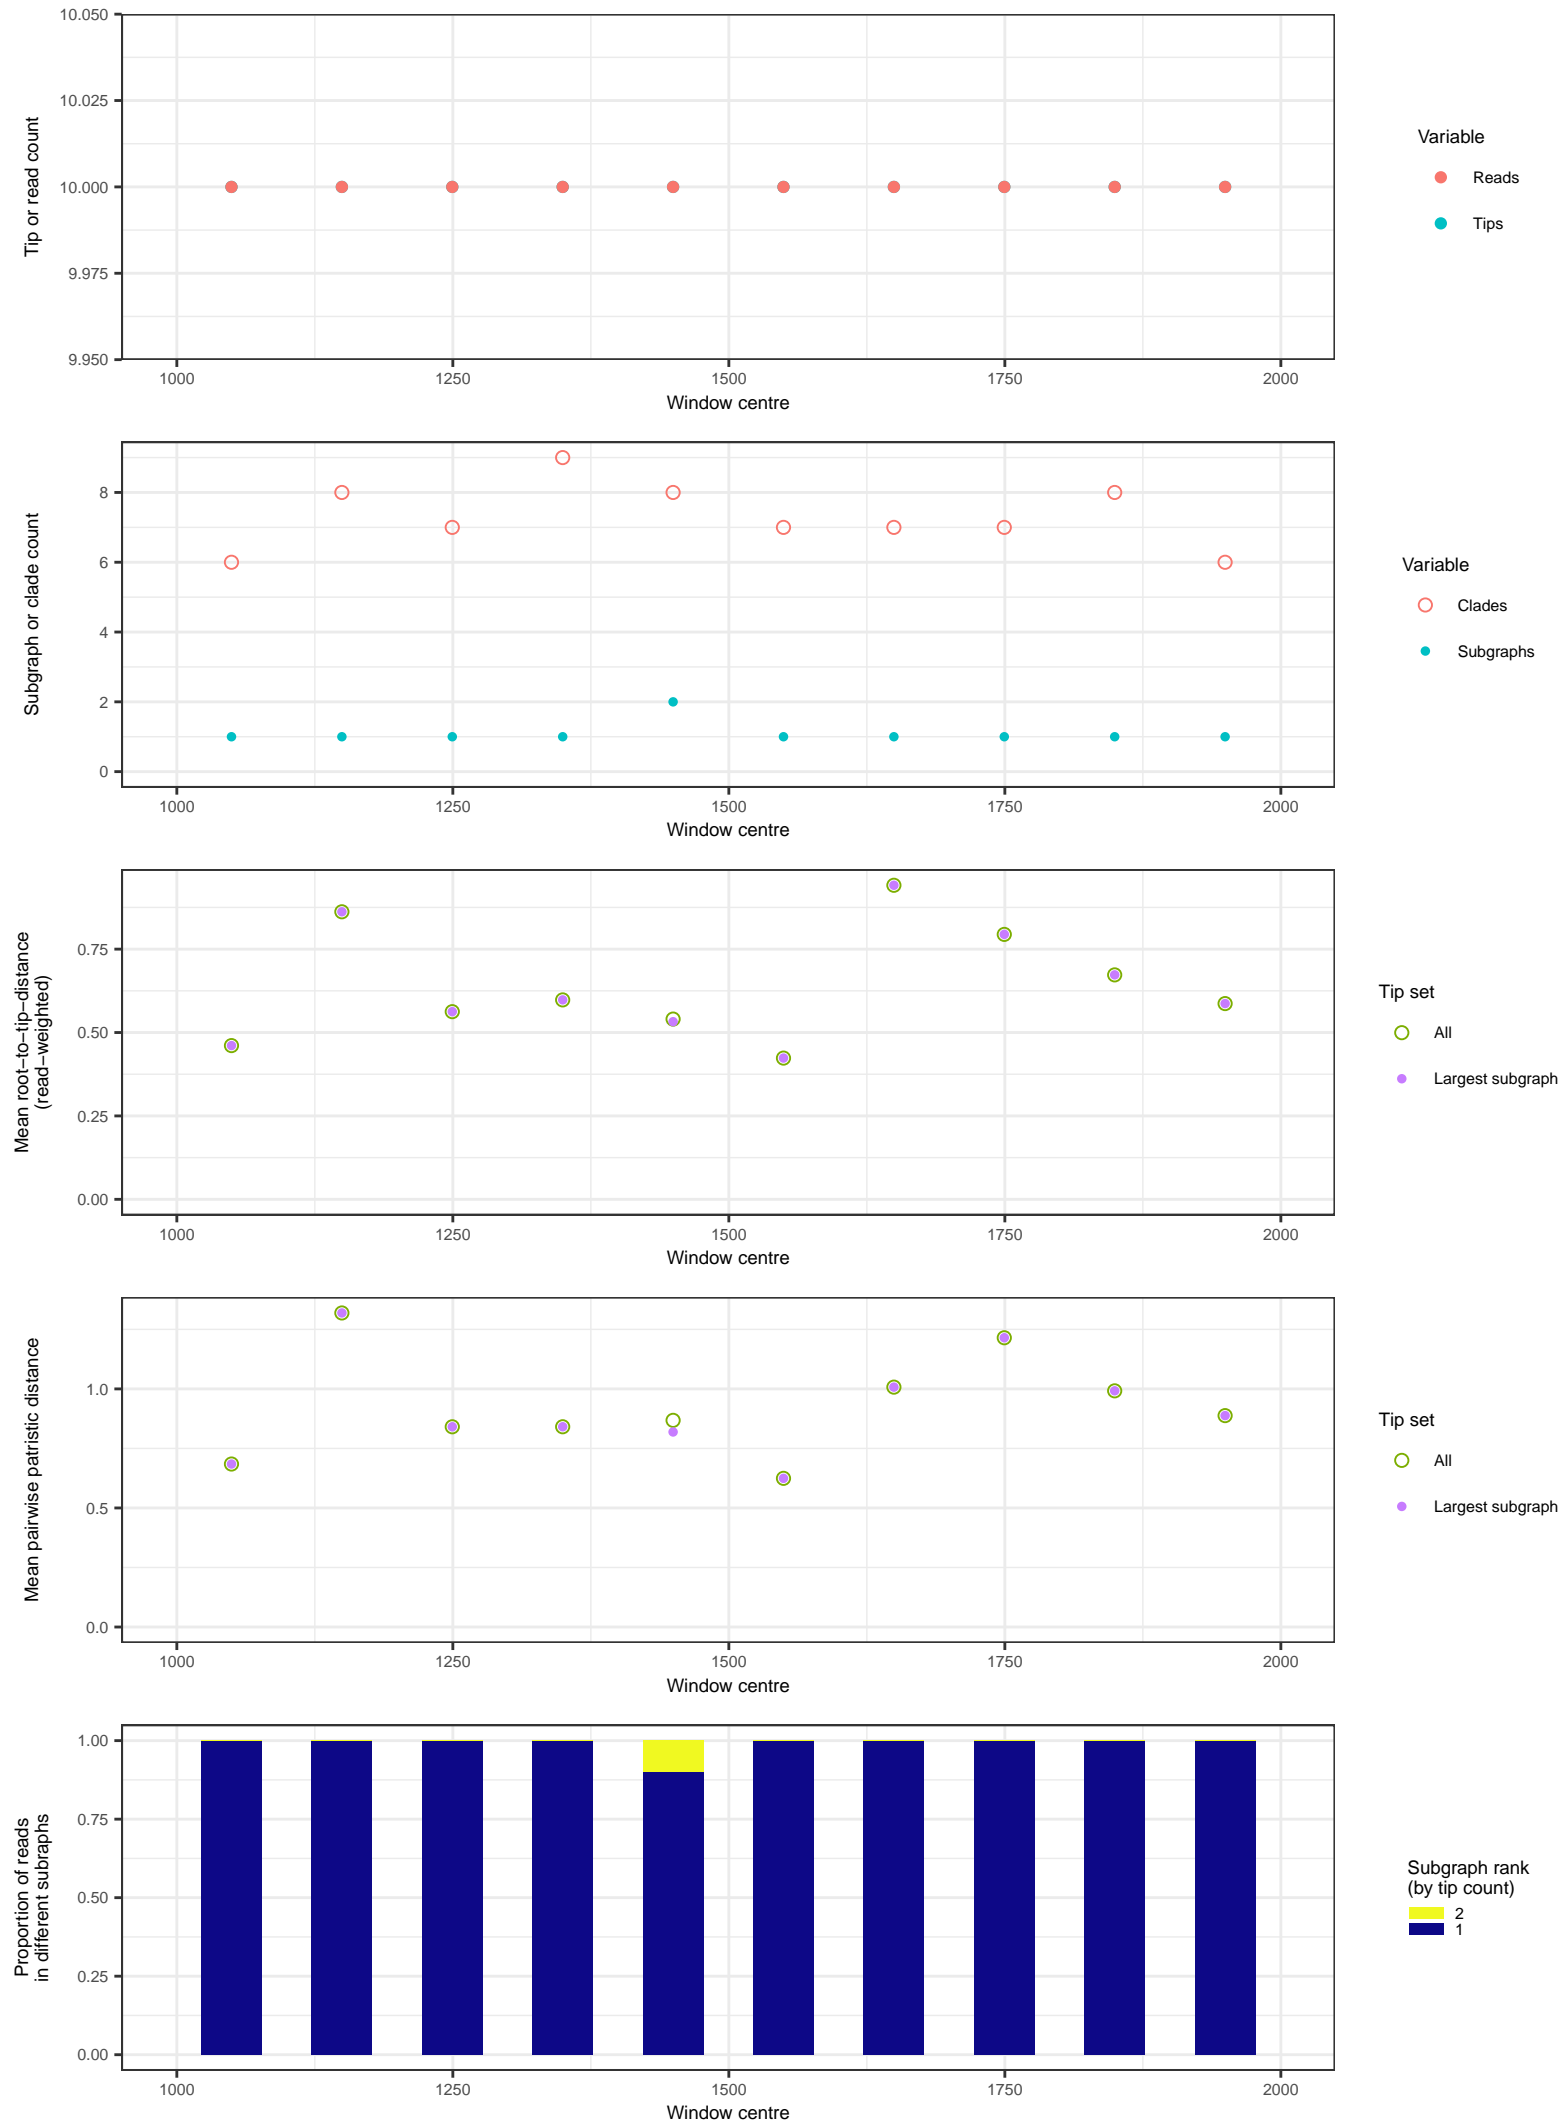 10.050
10.025
10.000
9.975
9.950
Tip or read count
1000 1250 1500 1750 2000
Window centre
Variable
Reads
Tips
8
6
4
2
0
Subgraph or clade count
1000 1250 1500 1750 2000
Window centre
Variable
Clades
Subgraphs
0.75
0.50
0.25
0.00
Mean root−to−tip−distance
(read−weighted)
1000 1250 1500 1750 2000
Window centre
Tip set
All
Largest subgraph
1.0
0.5
0.0
Mean pairwise patristic distance
1000 1250 1500 1750 2000
Window centre
Tip set
All
Largest subgraph
1.00
0.75
0.50
0.25
0.00
Proportion of reads
in different subraphs
1000 1250 1500 1750 2000
Window centre
Subgraph rank
(by tip count)
2
1